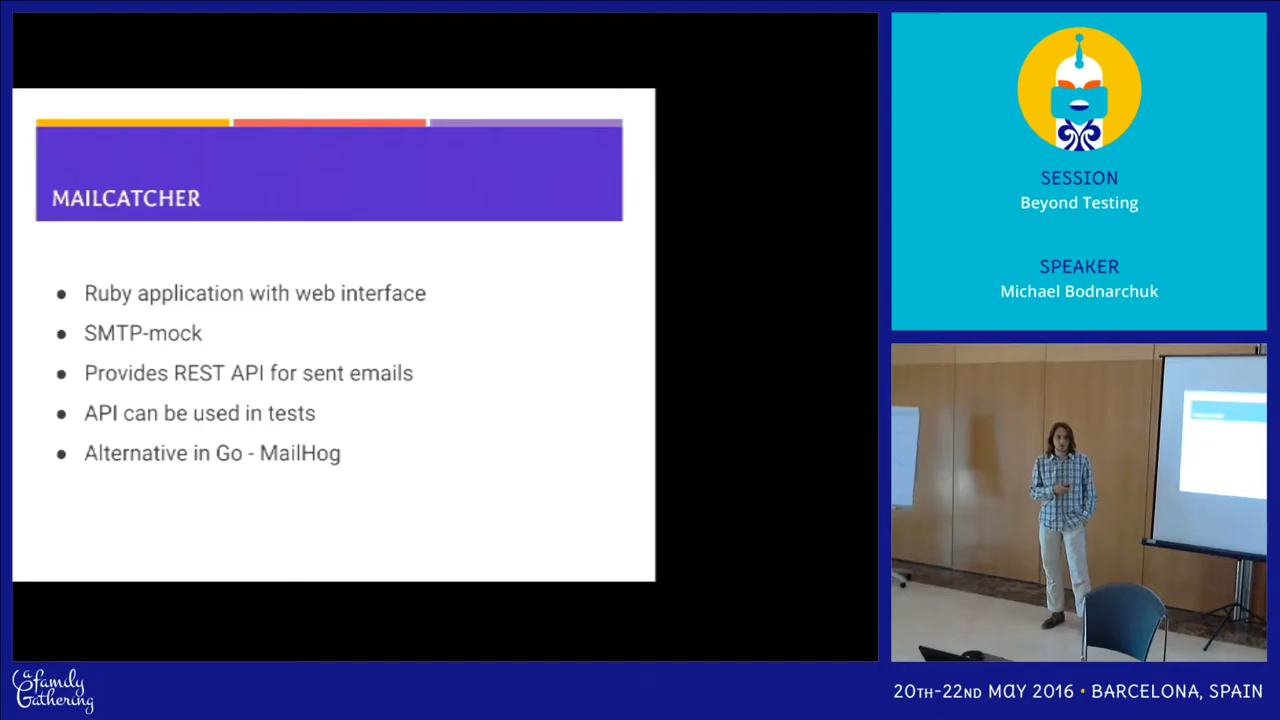 MAILCATCHER
● Ruby application with web interface
● SMTP-mock
● Provides REST API for sent emails
● API can be used in tests
● Alternative in Go - MailHog
SESSION
Beyond Testing
SPEAKER
Michael Bodnarchuk
a family Gathering
20TH-22ND MAY 2016 • BARCELONA, SPAIN